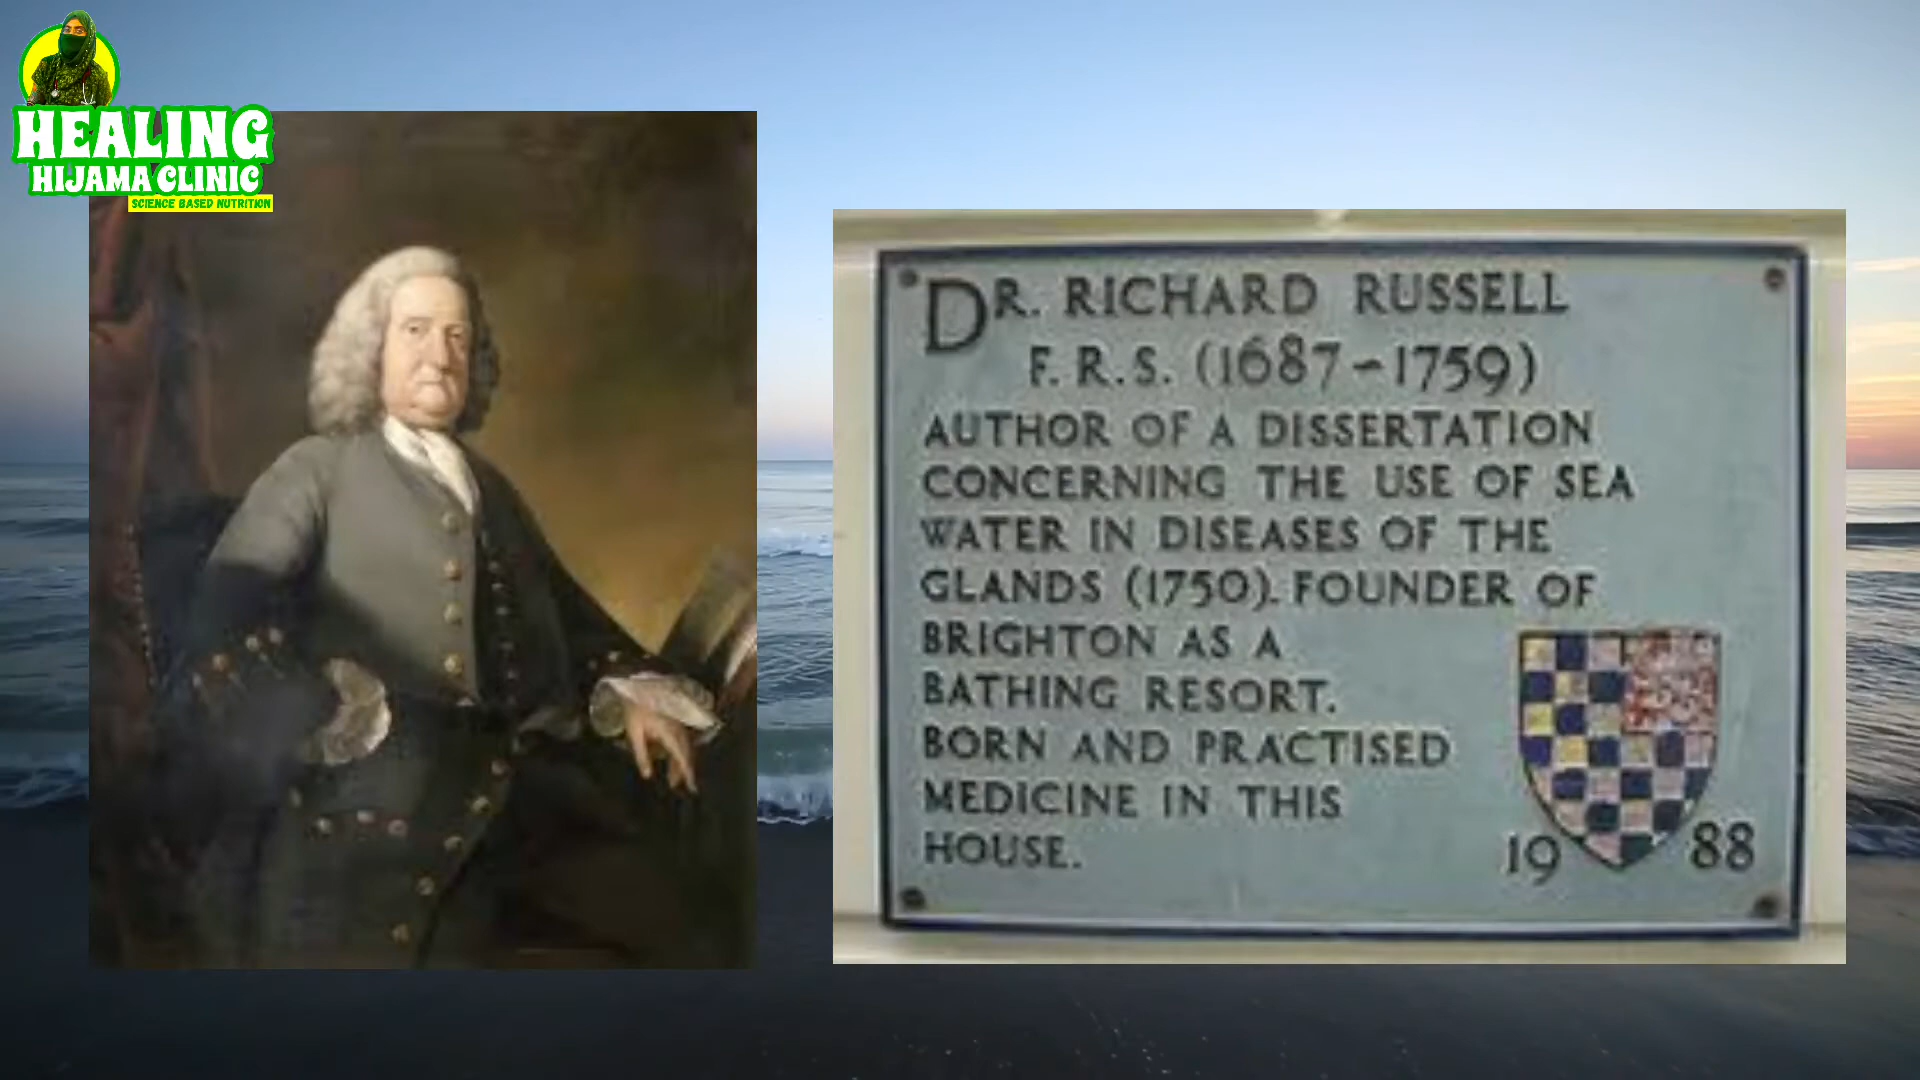 HEALING
HIJAMA CLINIC
SCIENCE BASED NUTRITION
DR. RICHARD RUSSELL
F.R.S. (1687-1759)
AUTHOR OF A DISSERTATION
CONCERNING THE USE OF SEA
WATER IN DISEASES OF THE
GLANDS (1750). FOUNDER OF
BRIGHTON AS A
BATHING RESORT.
BORN AND PRACTISED
MEDICINE IN THIS
HOUSE.
1988